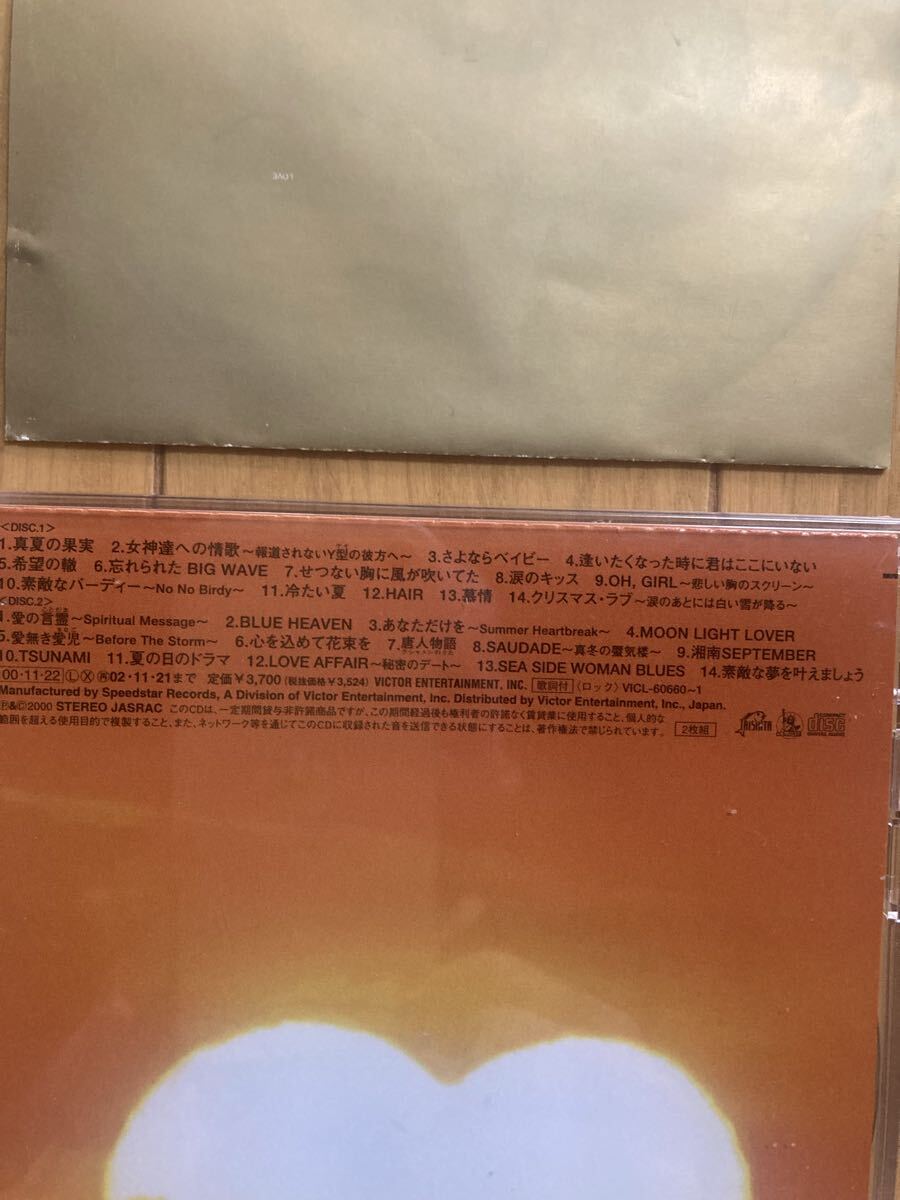 LOVE
<DISC.1>
1.真夏の果実 2.女神達への情歌〜報道されないY型の彼方へ〜 3.さよならベイビー 4.逢いたくなった時に君はここにいない
5.希望の轍 6.忘れられた BIG WAVE 7.せつない胸に風が吹いてた 8.涙のキッス 9.OH, GIRL〜悲しい胸のスクリーン〜
10.素敵なバーディー〜No No Birdy〜 11.冷たい夏 12.HAIR 13.慕情 14.クリスマス・ラブ〜涙のあとには白い雪が降る〜
<DISC.2>
1.愛の言霊〜Spiritual Message〜 2.BLUE HEAVEN 3.あなただけを〜Summer Heartbreak〜 4.MOON LIGHT LOVER
5.愛無き愛児〜Before The Storm〜 6.心を込めて花束を 7.唐人物語 8.SAUDADE〜真冬の蜃気楼〜 9.湘南SEPTEMBER
10.TSUNAMI 11.夏の日のドラマ 12.LOVE AFFAIR〜秘密のデート〜 13.SEA SIDE WOMAN BLUES 14.素敵な夢を叶えましょう
00・11・22 Ⓛ Ⓧ ㊢02・11・21まで 定価¥3,700 (税抜価格¥3,524) VICTOR ENTERTAINMENT, INC. 歌詞付 〈ロック〉 VICL-60660~1
Manufactured by Speedstar Records, A Division of Victor Entertainment, Inc. Distributed by Victor Entertainment, Inc., Japan.
Ⓟ&Ⓒ2000 STEREO JASRAC このCDは、一定期間貸与非許諾商品ですが、この期間経過後も権利者の許諾なく賃貸業に使用すること、個人的な
範囲を超える使用目的で複製すること、また、ネットワーク等を通じてこのCDに収録された音を送信できる状態にすることは、著作権法で禁じられています。 2枚組 TAISHITA COMPACT disc DIGITAL AUDIO